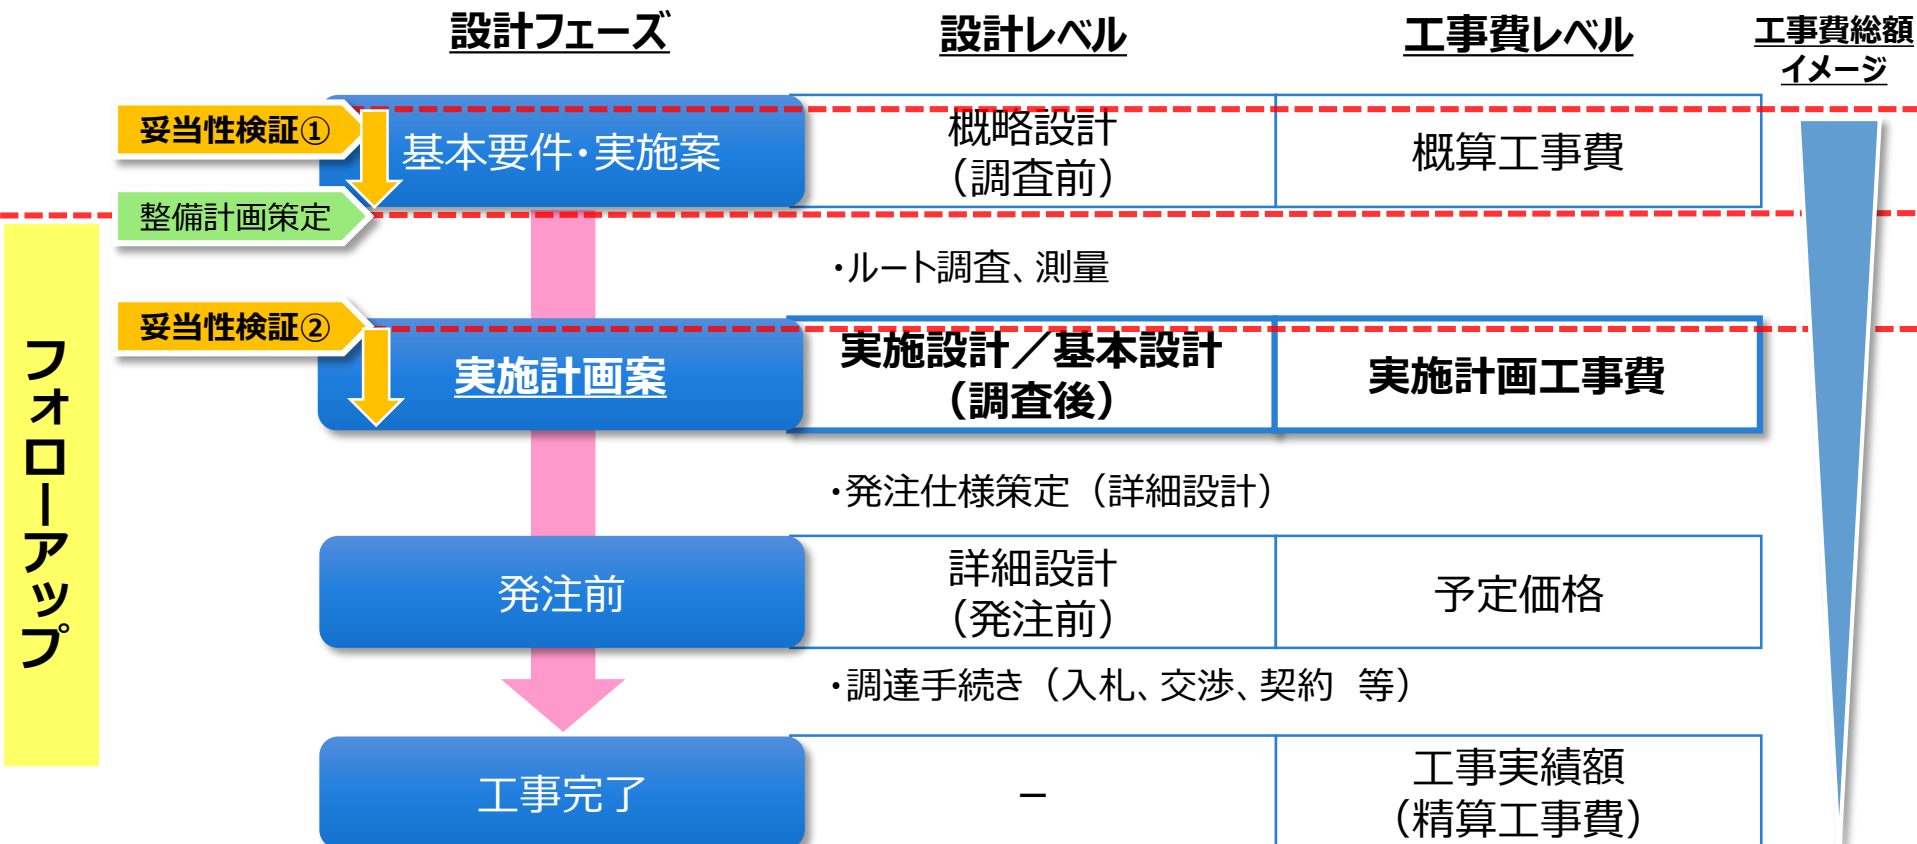 設計フェーズ
設計レベル
工事費レベル
工事費総額
イメージ
妥当性検証①
基本要件・実施案
概略設計
（調査前）
概算工事費
整備計画策定
・ルート調査、測量
フォローアップ
妥当性検証②
実施計画案
実施設計／基本設計
（調査後）
実施計画工事費
・発注仕様策定（詳細設計）
発注前
詳細設計
（発注前）
予定価格
・調達手続き（入札、交渉、契約　等）
工事完了
－
工事実績額
（精算工事費）